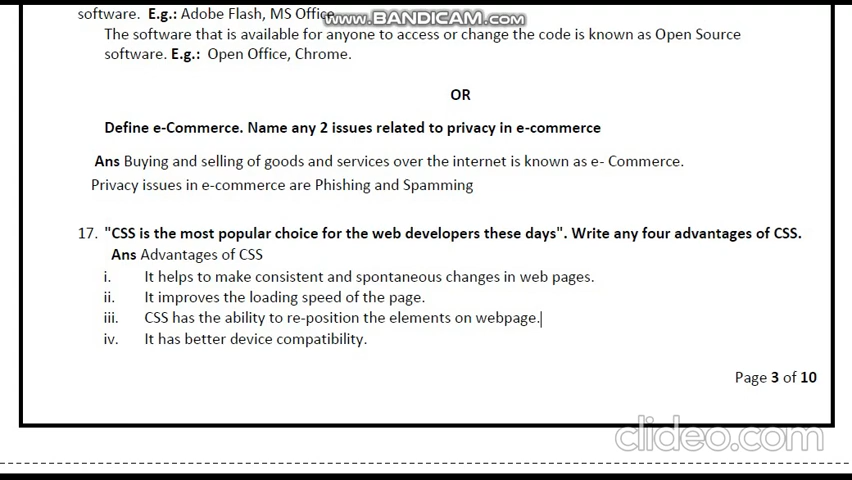 software. E.g.: Adobe Flash, MS Office
www.BANDICAM.com
The software that is available for anyone to access or change the code is known as Open Source
software. E.g.: Open Office, Chrome.
OR
Define e-Commerce. Name any 2 issues related to privacy in e-commerce
Ans Buying and selling of goods and services over the internet is known as e- Commerce.
Privacy issues in e-commerce are Phishing and Spamming
17. "CSS is the most popular choice for the web developers these days". Write any four advantages of CSS.
Ans Advantages of CSS
i. It helps to make consistent and spontaneous changes in web pages.
ii. It improves the loading speed of the page.
iii. CSS has the ability to re-position the elements on webpage.
iv. It has better device compatibility.
Page 3 of 10
clideo.com